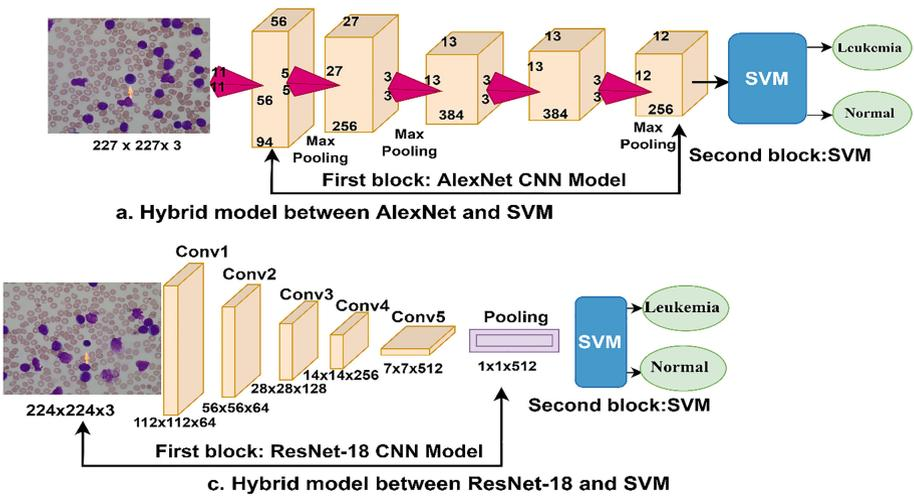 56
27
13
13
12
11
11
5
5
27
3
3
13
3
3
13
3
3
12
56
94
256
384
384
256
227 x 227x 3
Max
Pooling
Max
Pooling
Max
Pooling
SVM
Leukemia
Normal
Second block:SVM
First block: AlexNet CNN Model
a. Hybrid model between AlexNet and SVM
Conv1
Conv2
Conv3
Conv4
Conv5
Pooling
SVM
Leukemia
Normal
224x224x3
112x112x64
56x56x64
28x28x128
14x14x256
7x7x512
1x1x512
Second block:SVM
First block: ResNet-18 CNN Model
c. Hybrid model between ResNet-18 and SVM